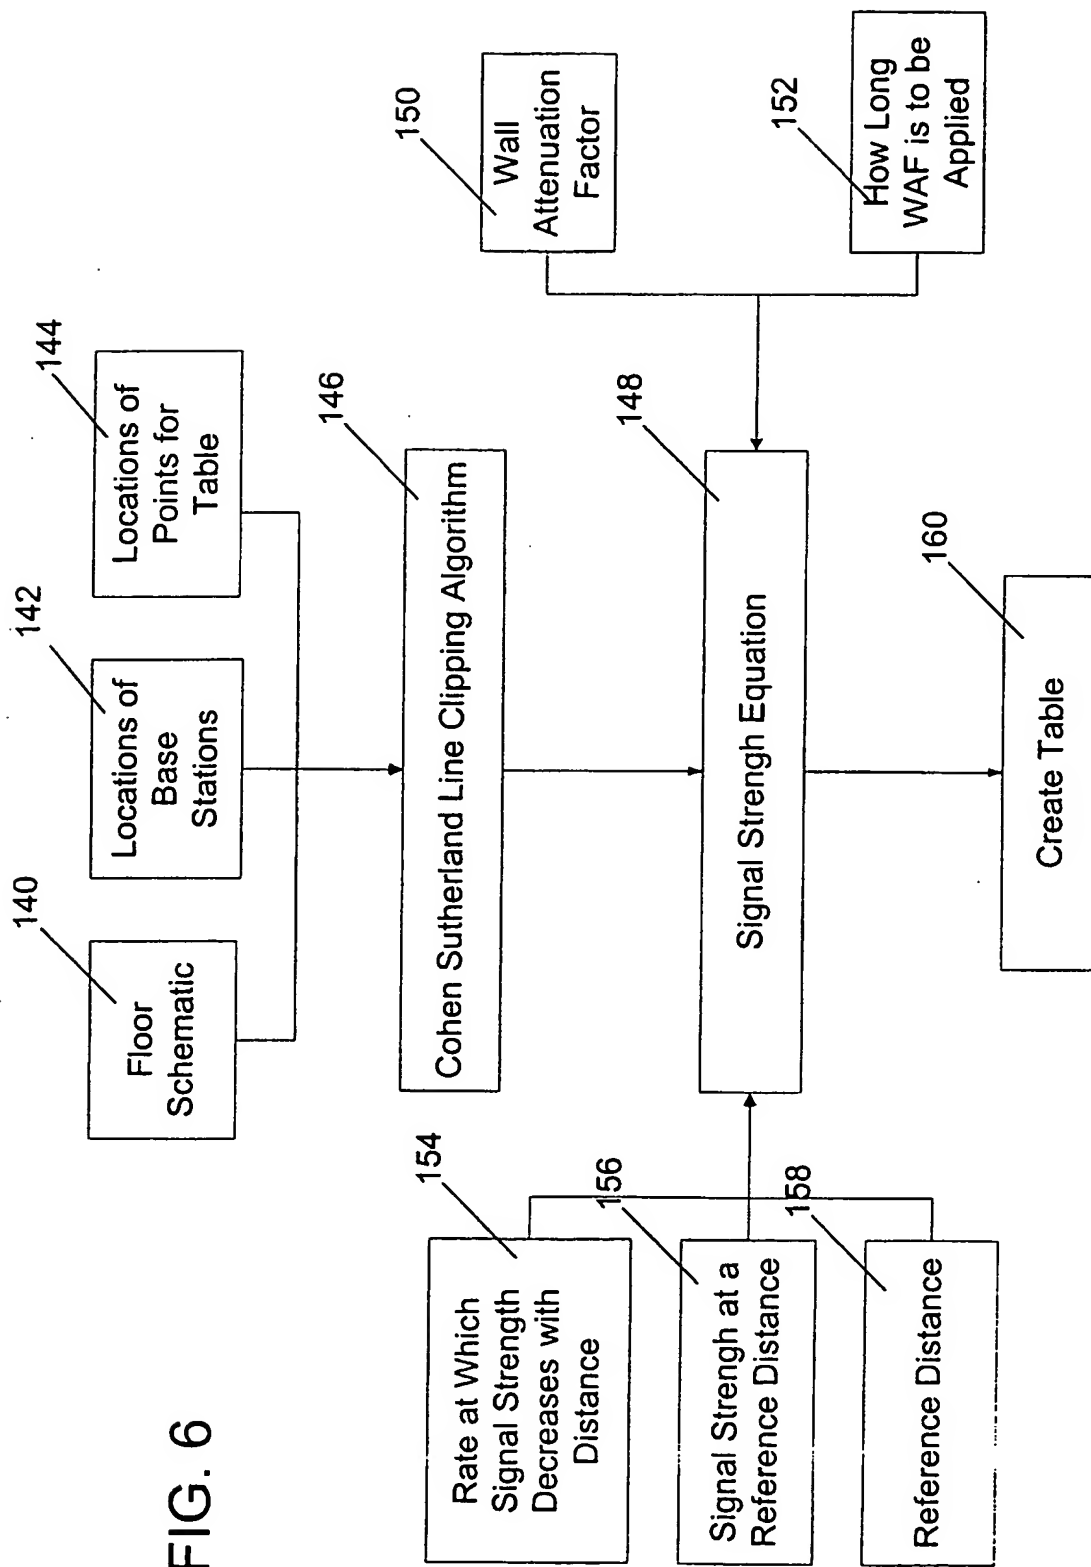 FIG. 6
140
Floor
Schematic
142
Locations of
Base
Stations
144
Locations of
Points for
Table
146
Cohen Sutherland Line Clipping Algorithm
154
Rate at Which
Signal Strength
Decreases with
Distance
156
Signal Strengh at a
Reference Distance
158
Reference Distance
148
Signal Strengh Equation
150
Wall
Attenuation
Factor
152
How Long
WAF is to be
Applied
160
Create Table